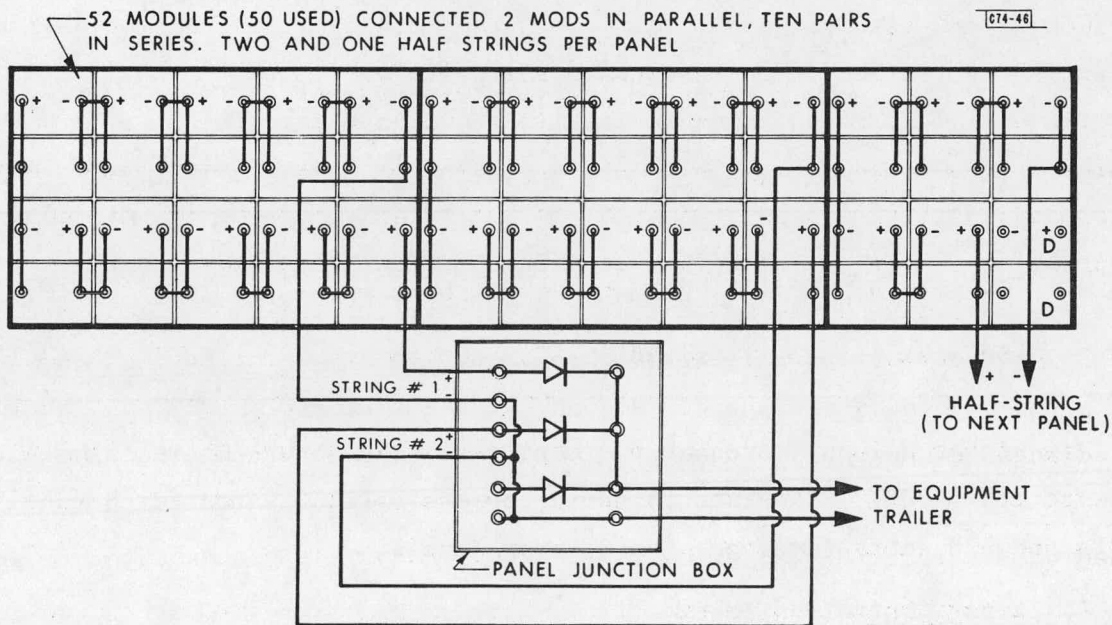 52 MODULES (50 USED) CONNECTED 2 MODS IN PARALLEL, TEN PAIRS
IN SERIES. TWO AND ONE HALF STRINGS PER PANEL
C74-46
+ - + - + - + - + - + - + - + - + - + - + - + - + -
-
- + - + - + - + - + - + - + - + - + - + - + - + - + D
D
STRING # 1 +
-
STRING # 2 +
-
+ -
HALF-STRING
(TO NEXT PANEL)
TO EQUIPMENT
TRAILER
PANEL JUNCTION BOX